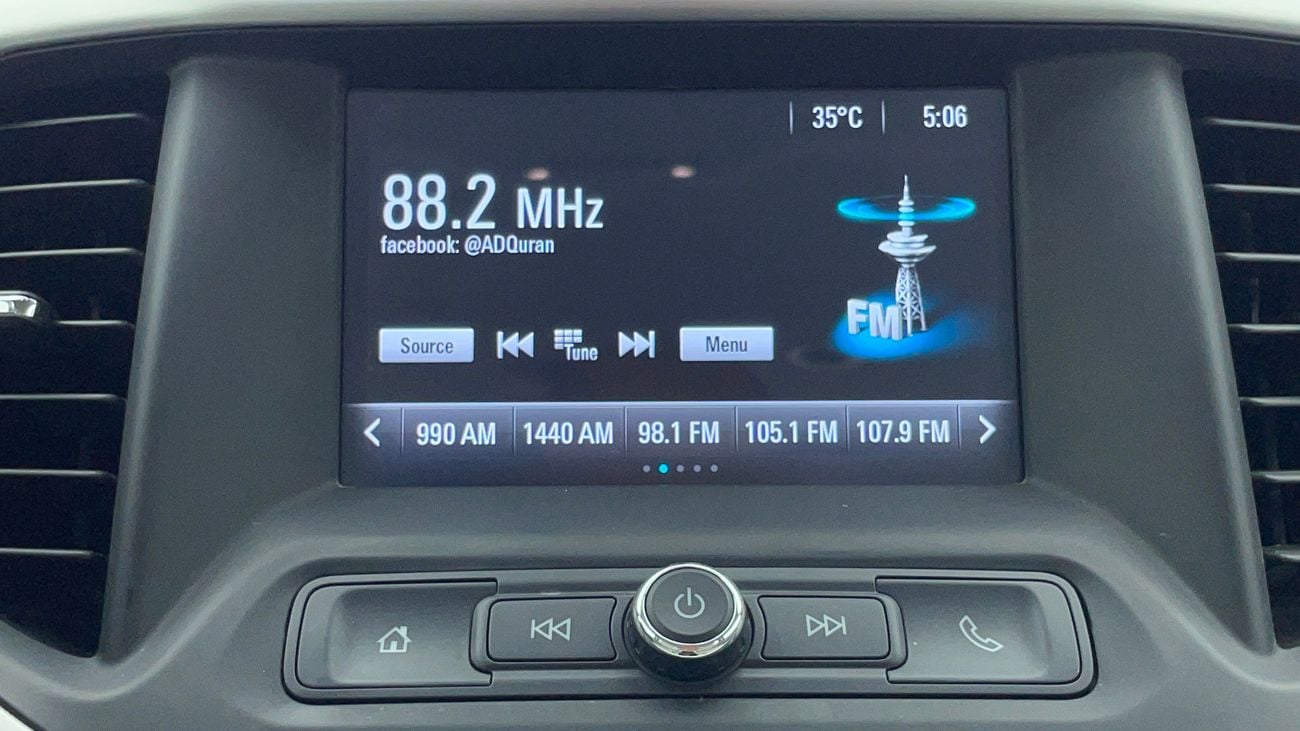 35°C 5:06
88.2 MHz
facebook: @ADQuran
FM
Source Tune Menu
990 AM 1440 AM 98.1 FM 105.1 FM 107.9 FM